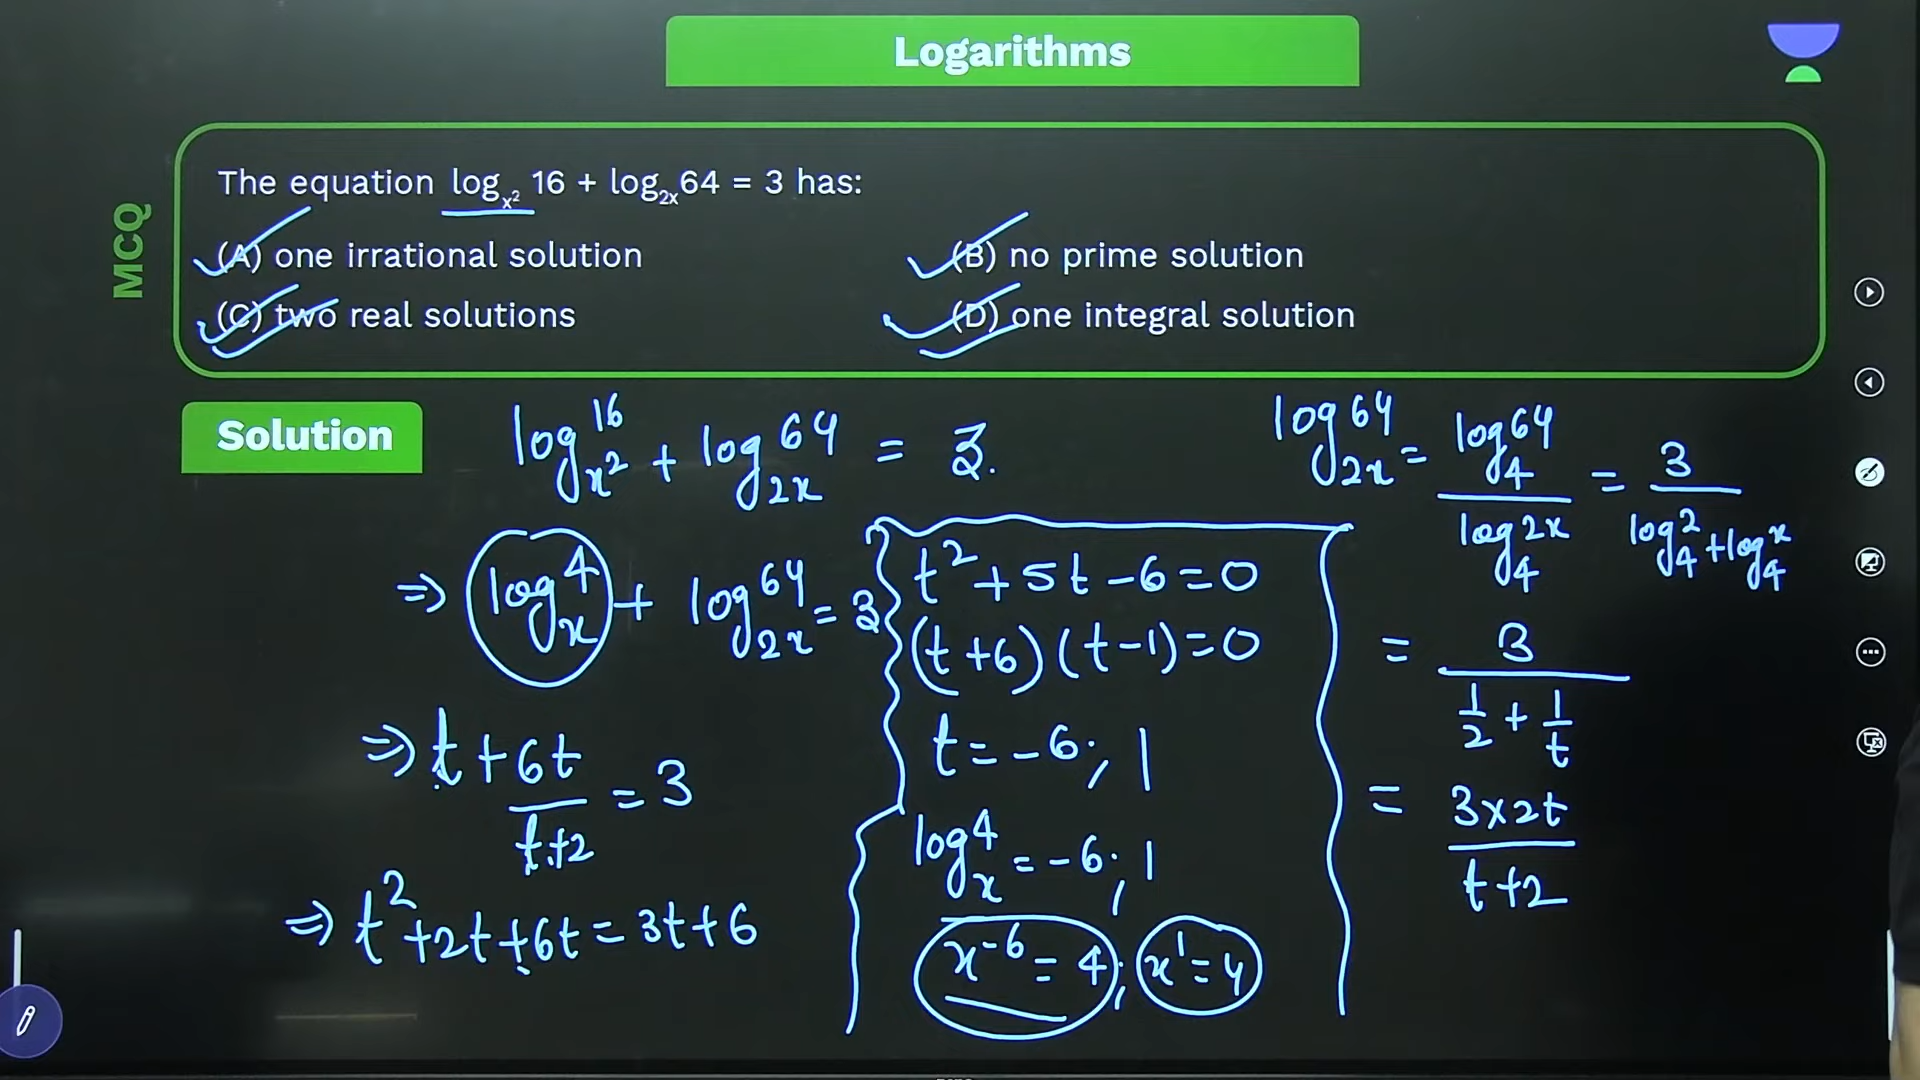 Logarithms
MCQ
The equation log_{x²} 16 + log_{2x} 64 = 3 has:
(A) one irrational solution
(B) no prime solution
(C) two real solutions
(D) one integral solution
Solution
log_{x²} 16 + log_{2x} 64 = 3.
⇒ log_x 4 + log_{2x} 64 = 3
⇒ t + 6t/(t+2) = 3
⇒ t² + 2t + 6t = 3t + 6
t² + 5t - 6 = 0
(t + 6) (t - 1) = 0
t = -6 ; 1
log_x 4 = -6 ; 1
x⁻⁶ = 4 ; x¹ = 4
log_{2x} 64 = log_4 64 / log_4 2x = 3 / (log_4 2 + log_4 x)
= 3 / (1/2 + 1/t)
= 3×2t / (t+2)